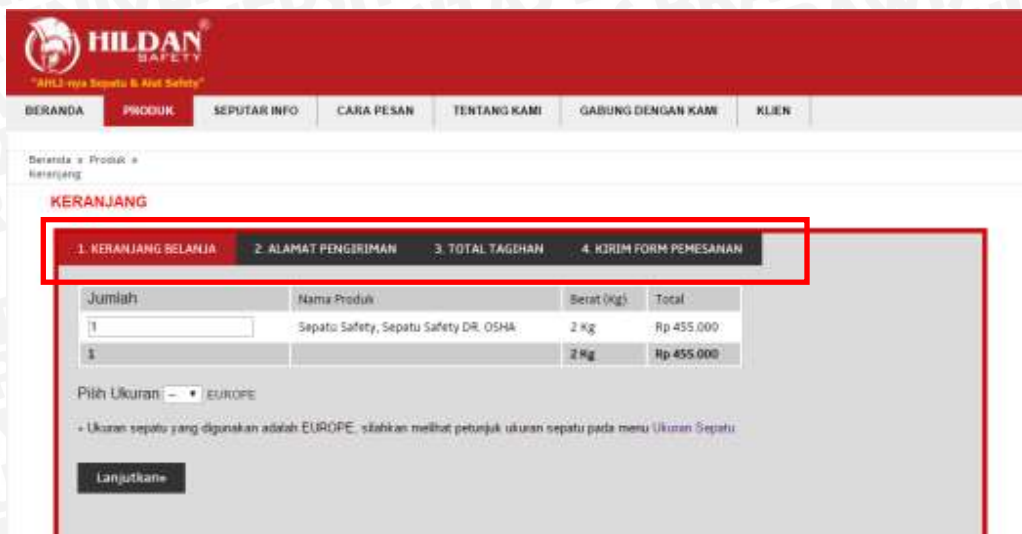 HILDAN®
SAFETY
"AHLI-nya Sepatu & Alat Safety"
BERANDA PRODUK SEPUTAR INFO CARA PESAN TENTANG KAMI GABUNG DENGAN KAMI KLIEN
Beranda » Produk »
Keranjang
KERANJANG
1. KERANJANG BELANJA 2. ALAMAT PENGIRIMAN 3. TOTAL TAGIHAN 4. KIRIM FORM PEMESANAN
Jumlah Nama Produk Berat (Kg) Total
1 Sepatu Safety, Sepatu Safety DR. OSHA 2 Kg Rp 455.000
1 2 Kg Rp 455.000
Pilih Ukuran -- EUROPE
» Ukuran sepatu yang digunakan adalah EUROPE, silahkan melihat petunjuk ukuran sepatu pada menu Ukuran Sepatu
Lanjutkan»